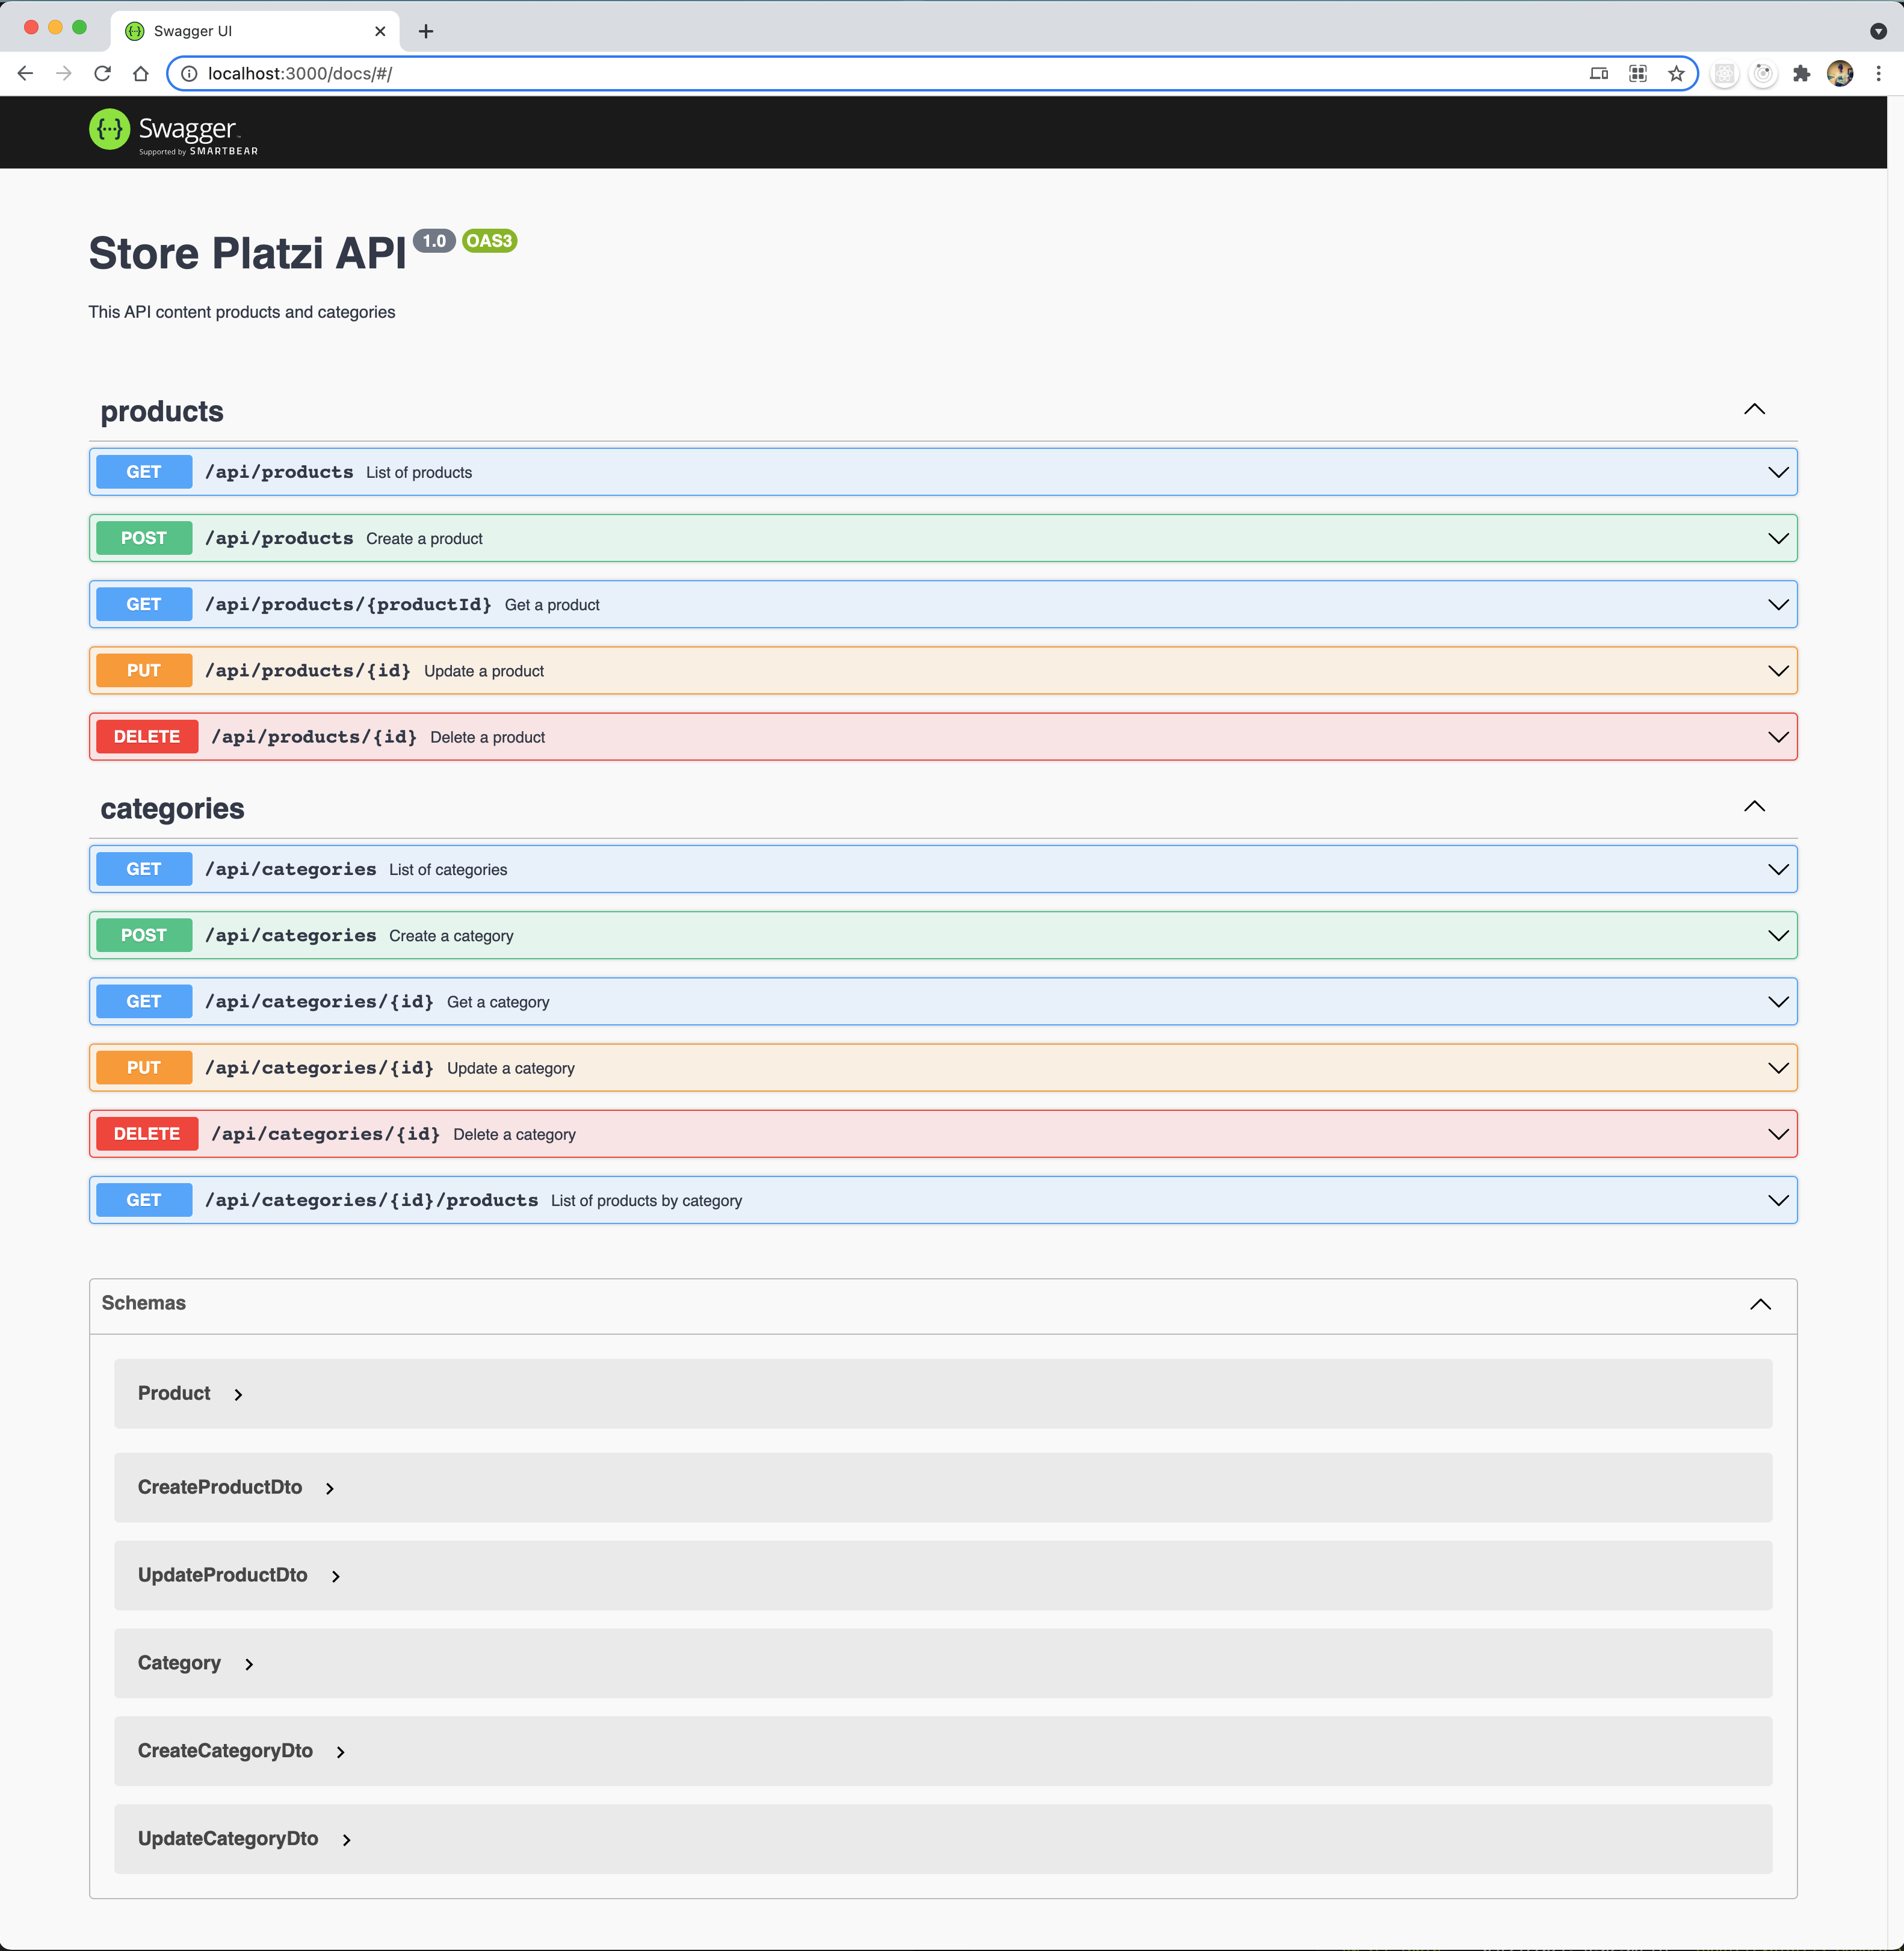 Swagger UI
localhost:3000/docs/#/
Swagger
Supported by SMARTBEAR
Store Platzi API 1.0 OAS3
This API content products and categories
products
GET /api/products List of products
POST /api/products Create a product
GET /api/products/{productId} Get a product
PUT /api/products/{id} Update a product
DELETE /api/products/{id} Delete a product
categories
GET /api/categories List of categories
POST /api/categories Create a category
GET /api/categories/{id} Get a category
PUT /api/categories/{id} Update a category
DELETE /api/categories/{id} Delete a category
GET /api/categories/{id}/products List of products by category
Schemas
Product
CreateProductDto
UpdateProductDto
Category
CreateCategoryDto
UpdateCategoryDto